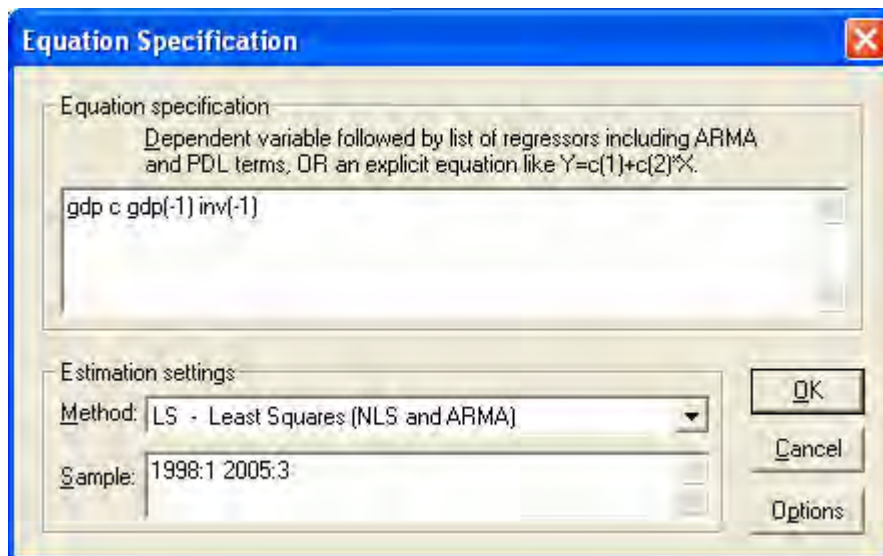 Equation Specification
Equation specification
Dependent variable followed by list of regressors including ARMA
and PDL terms, OR an explicit equation like Y=c(1)+c(2)*X.
gdp c gdp(-1) inv(-1)
Estimation settings
Method: LS - Least Squares (NLS and ARMA)
Sample: 1998:1 2005:3
OK
Cancel
Options